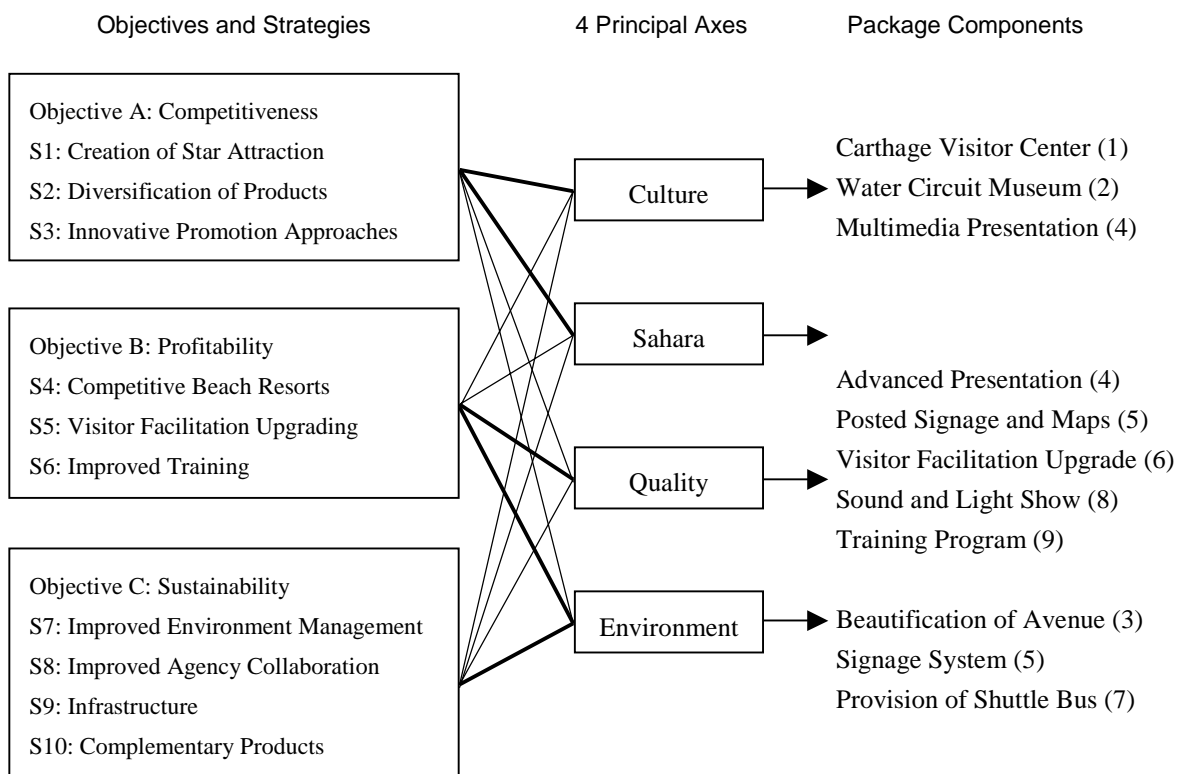 Objectives and Strategies
4 Principal Axes
Package Components
Objective A: Competitiveness
S1: Creation of Star Attraction
S2: Diversification of Products
S3: Innovative Promotion Approaches
Objective B: Profitability
S4: Competitive Beach Resorts
S5: Visitor Facilitation Upgrading
S6: Improved Training
Objective C: Sustainability
S7: Improved Environment Management
S8: Improved Agency Collaboration
S9: Infrastructure
S10: Complementary Products
Culture
Sahara
Quality
Environment
Carthage Visitor Center (1)
Water Circuit Museum (2)
Multimedia Presentation (4)
Advanced Presentation (4)
Posted Signage and Maps (5)
Visitor Facilitation Upgrade (6)
Sound and Light Show (8)
Training Program (9)
Beautification of Avenue (3)
Signage System (5)
Provision of Shuttle Bus (7)